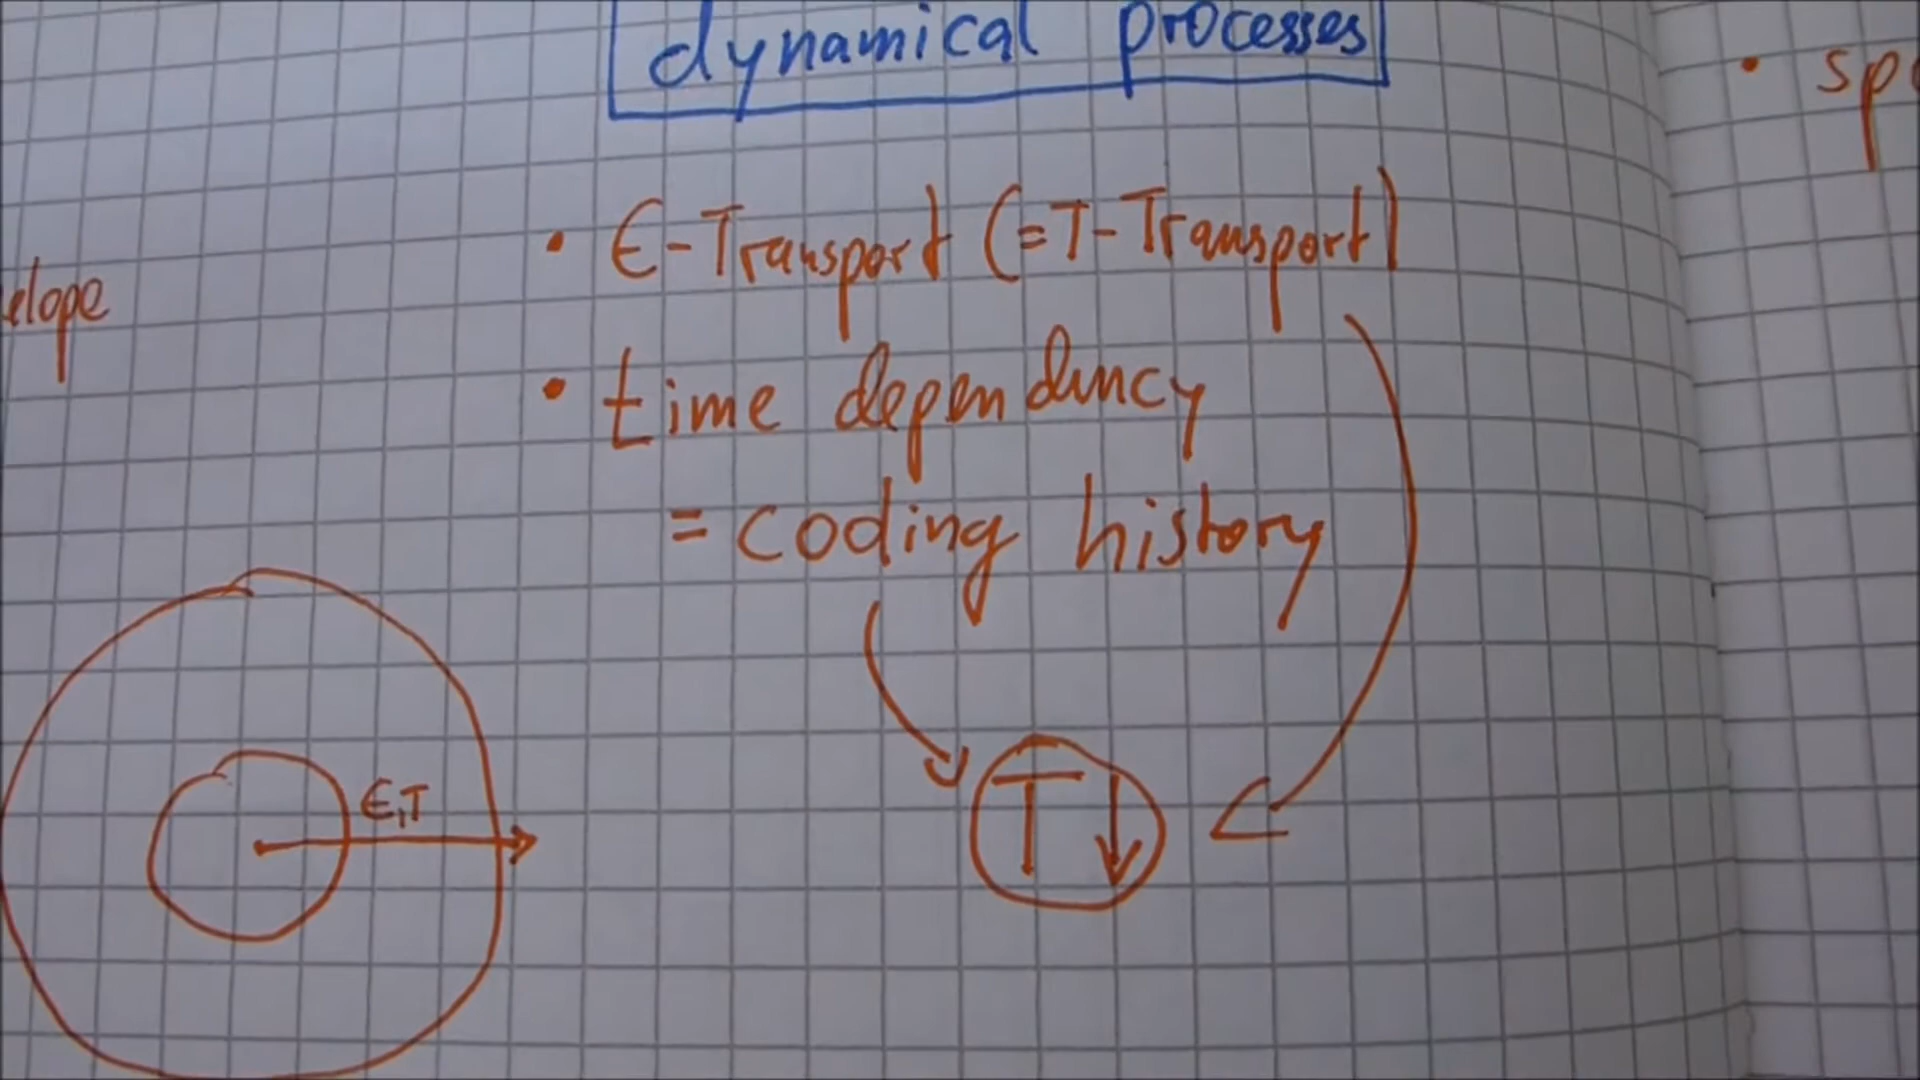 dynamical processes
• sp
• E-Transport (=T-Transport)
elope
• time dependency
= coding history
E,T
T↓